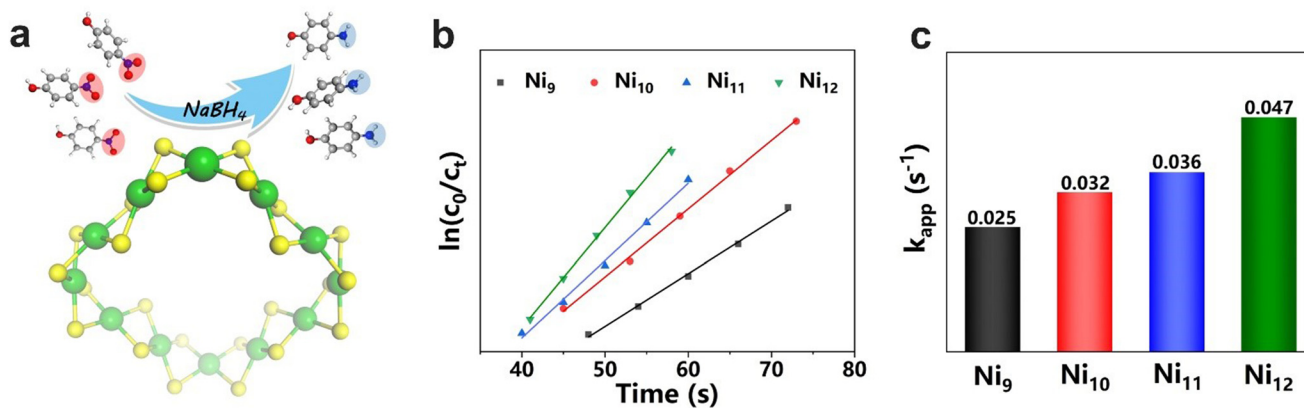 a
NaBH₄
b
Ni₉ Ni₁₀ Ni₁₁ Ni₁₂
ln(c₀/cₜ)
40 50 60 70 80
Time (s)
c
kₐₚₚ (s⁻¹)
0.025
0.032
0.036
0.047
Ni₉ Ni₁₀ Ni₁₁ Ni₁₂